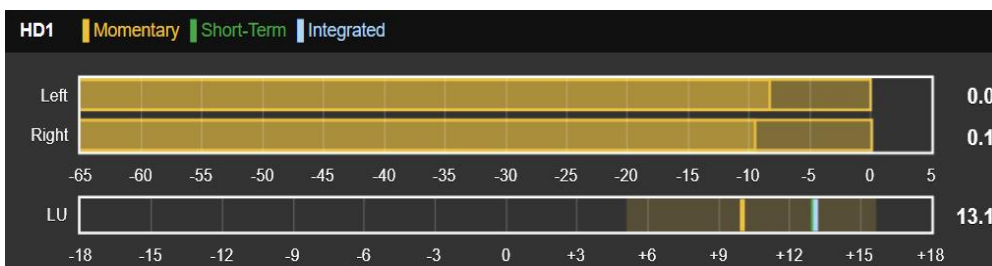 HD1 Momentary Short-Term Integrated
Left 0.0
Right 0.1
-65 -60 -55 -50 -45 -40 -35 -30 -25 -20 -15 -10 -5 0 5
LU 13.1
-18 -15 -12 -9 -6 -3 0 +3 +6 +9 +12 +15 +18